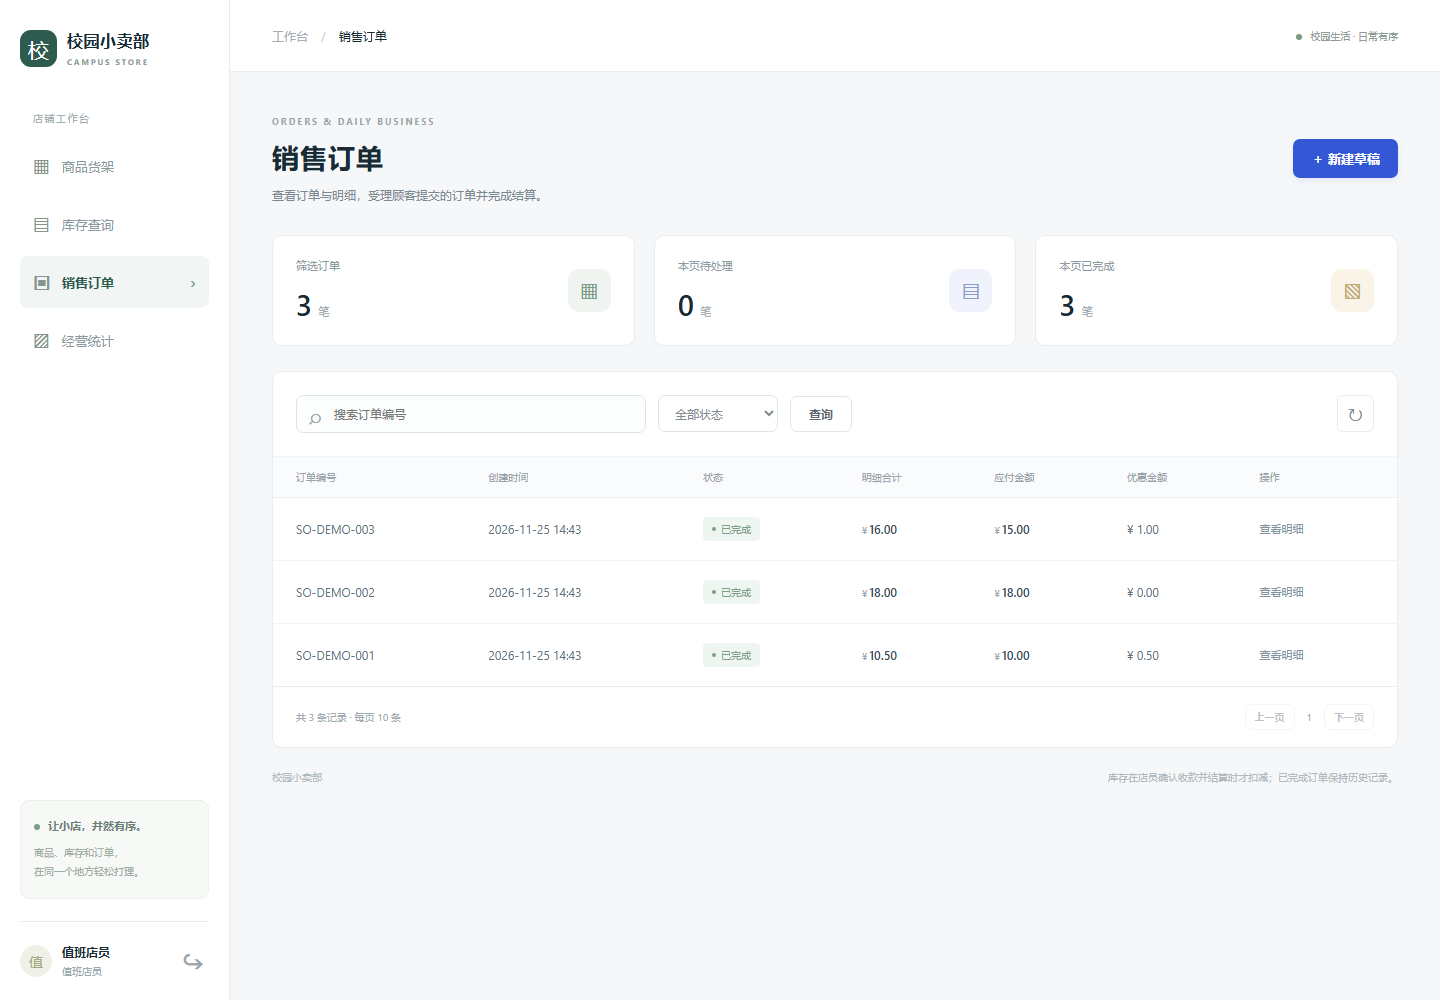 校 校园小卖部
CAMPUS STORE
店铺工作台
商品货架
库存查询
销售订单 ›
经营统计
让小店，井然有序。
商品、库存和订单，
在同一个地方轻松打理。
值 值班店员
值班店员
工作台 / 销售订单
校园生活 · 日常有序
ORDERS & DAILY BUSINESS
销售订单
查看订单与明细，受理顾客提交的订单并完成结算。
+ 新建草稿
筛选订单
3 笔
本页待处理
0 笔
本页已完成
3 笔
搜索订单编号 全部状态 查询
订单编号 创建时间 状态 明细合计 应付金额 优惠金额 操作
SO-DEMO-003 2026-11-25 14:43 已完成 ¥16.00 ¥15.00 ¥ 1.00 查看明细
SO-DEMO-002 2026-11-25 14:43 已完成 ¥18.00 ¥18.00 ¥ 0.00 查看明细
SO-DEMO-001 2026-11-25 14:43 已完成 ¥10.50 ¥10.00 ¥ 0.50 查看明细
共 3 条记录 · 每页 10 条 上一页 1 下一页
校园小卖部 库存在店员确认收款并结算时才扣减；已完成订单保持历史记录。